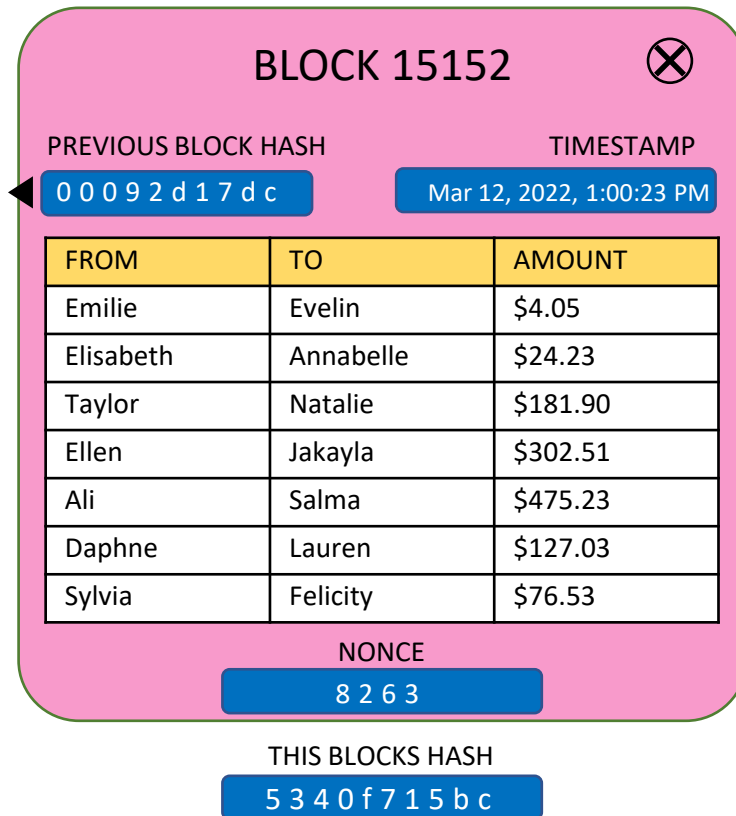 BLOCK 15152
PREVIOUS BLOCK HASH TIMESTAMP
0 0 0 9 2 d 1 7 d c Mar 12, 2022, 1:00:23 PM
FROM TO AMOUNT
Emilie Evelin $4.05
Elisabeth Annabelle $24.23
Taylor Natalie $181.90
Ellen Jakayla $302.51
Ali Salma $475.23
Daphne Lauren $127.03
Sylvia Felicity $76.53
NONCE
8 2 6 3
THIS BLOCKS HASH
5 3 4 0 f 7 1 5 b c